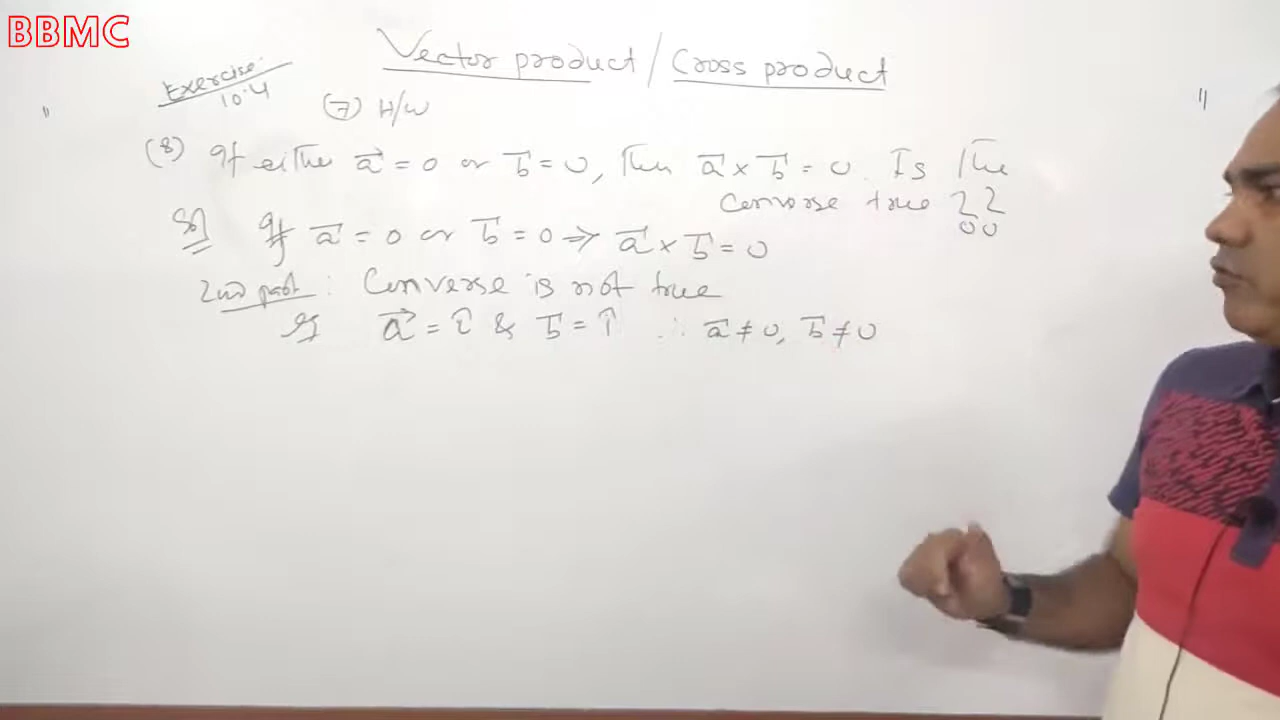 BBMC
Vector product / Cross product
Exercise
10.4
(7) H/W
(8) If either a⃗ = 0 or b⃗ = 0, Then a⃗ × b⃗ = 0. Is The
Converse true ??
Sol If a⃗ = 0 or b⃗ = 0 ⇒ a⃗ × b⃗ = 0
2nd part : Converse is not true
If a⃗ = î & b⃗ = î ∴ a⃗ ≠ 0, b⃗ ≠ 0